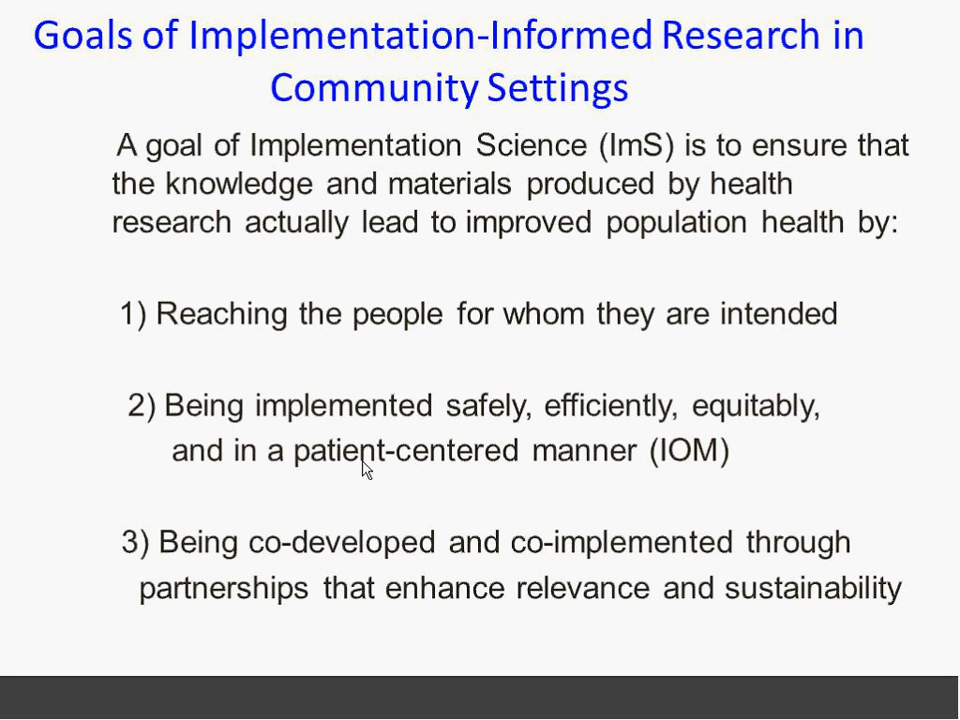 Goals of Implementation-Informed Research in
Community Settings
A goal of Implementation Science (ImS) is to ensure that
the knowledge and materials produced by health
research actually lead to improved population health by:
1) Reaching the people for whom they are intended
2) Being implemented safely, efficiently, equitably,
and in a patient-centered manner (IOM)
3) Being co-developed and co-implemented through
partnerships that enhance relevance and sustainability